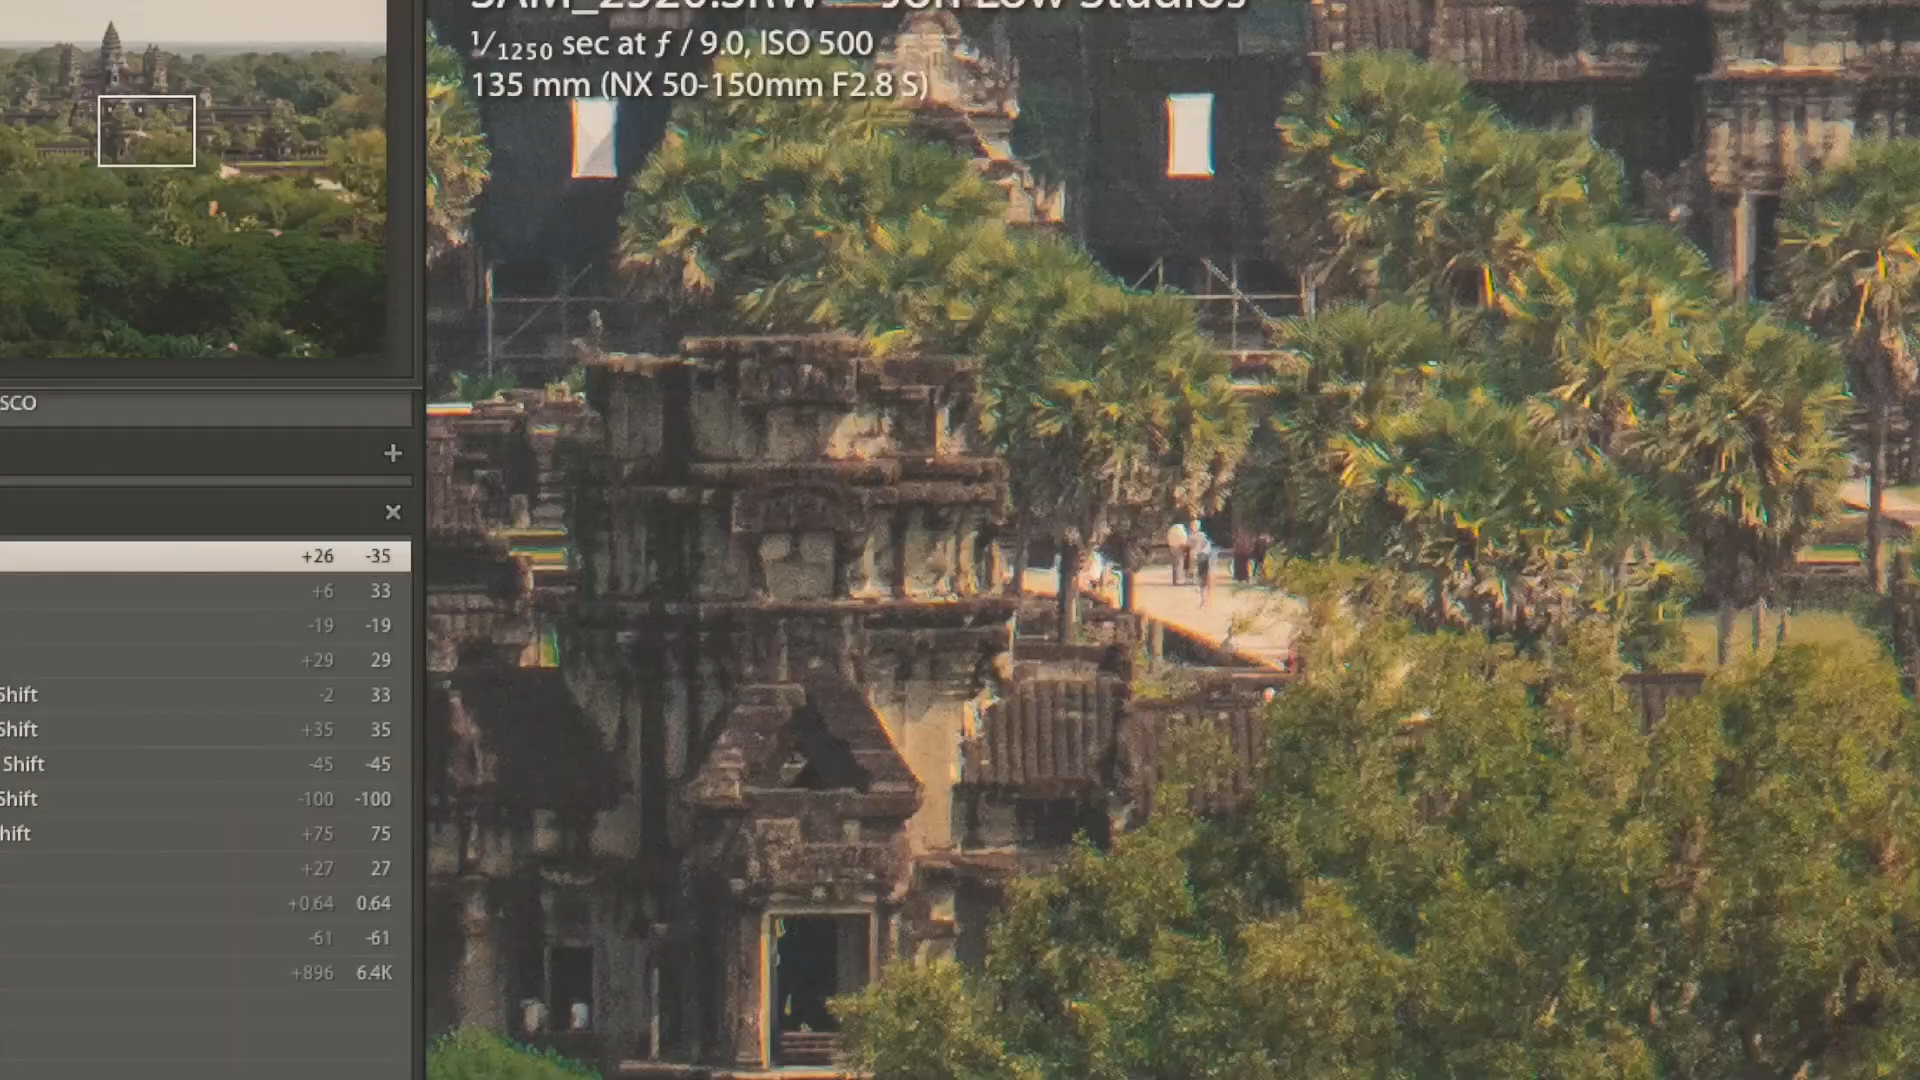 1/1250 sec at ƒ / 9.0, ISO 500
135 mm (NX 50-150mm F2.8 S)
SCO
+
×
+26 -35
+6 33
-19 -19
+29 29
Shift -2 33
Shift +35 35
Shift -45 -45
Shift -100 -100
hift +75 75
+27 27
+0.64 0.64
-61 -61
+896 6.4K